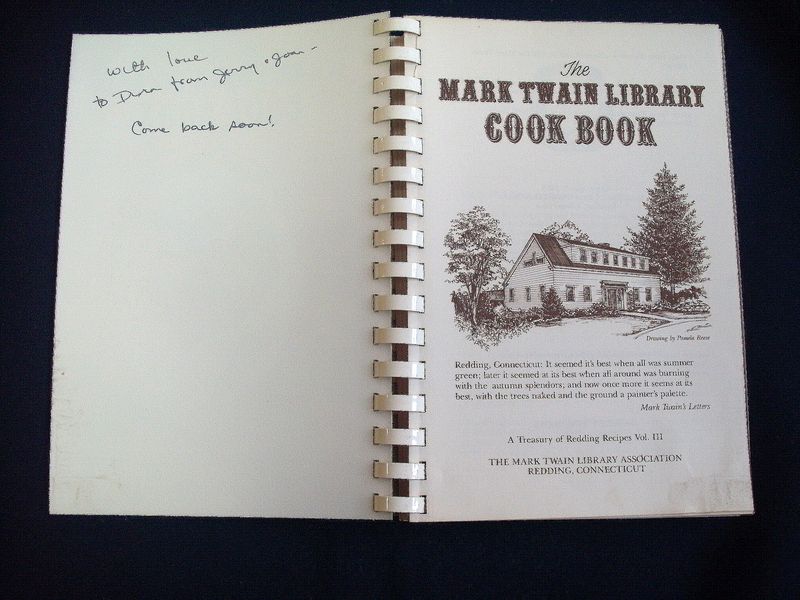 With love
to Dura from Jerry & Joan -
Come back soon!
The
MARK TWAIN LIBRARY
COOK BOOK
Drawing by Pamela Reese
Redding, Connecticut: It seemed it's best when all was summer
green; later it seemed at its best when all around was burning
with the autumn splendors; and now once more it seems at its
best, with the trees naked and the ground a painter's palette.
Mark Twain's Letters
A Treasury of Redding Recipes Vol. III
THE MARK TWAIN LIBRARY ASSOCIATION
REDDING, CONNECTICUT